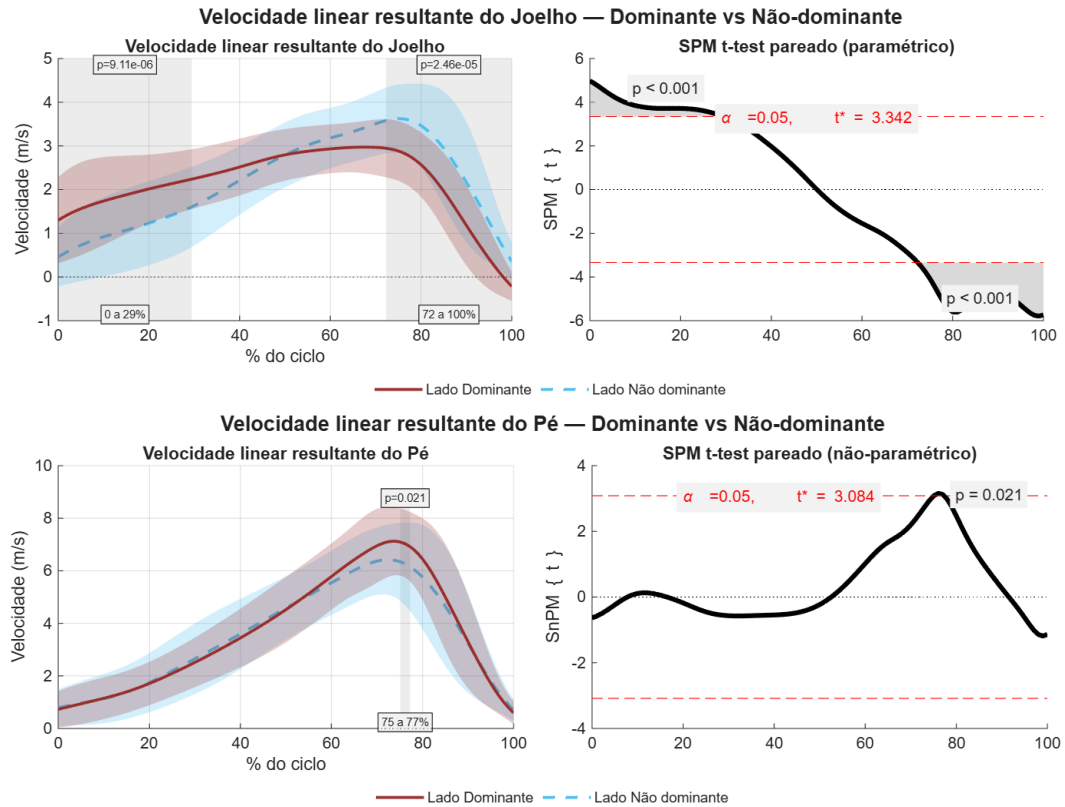 Velocidade linear resultante do Joelho — Dominante vs Não-dominante
Velocidade linear resultante do Joelho
p=9.11e-06
p=2.46e-05
5
4
3
2
1
0
-1
Velocidade (m/s)
0 a 29%
72 a 100%
0 20 40 60 80 100
% do ciclo
SPM t-test pareado (paramétrico)
6
4
2
0
-2
-4
-6
SPM { t }
p < 0.001
α =0.05, t* = 3.342
p < 0.001
0 20 40 60 80 100
Lado Dominante Lado Não dominante
Velocidade linear resultante do Pé — Dominante vs Não-dominante
Velocidade linear resultante do Pé
10
8
6
4
2
0
Velocidade (m/s)
p=0.021
75 a 77%
0 20 40 60 80 100
% do ciclo
SPM t-test pareado (não-paramétrico)
4
2
0
-2
-4
SnPM { t }
α =0.05, t* = 3.084
p = 0.021
0 20 40 60 80 100
Lado Dominante Lado Não dominante